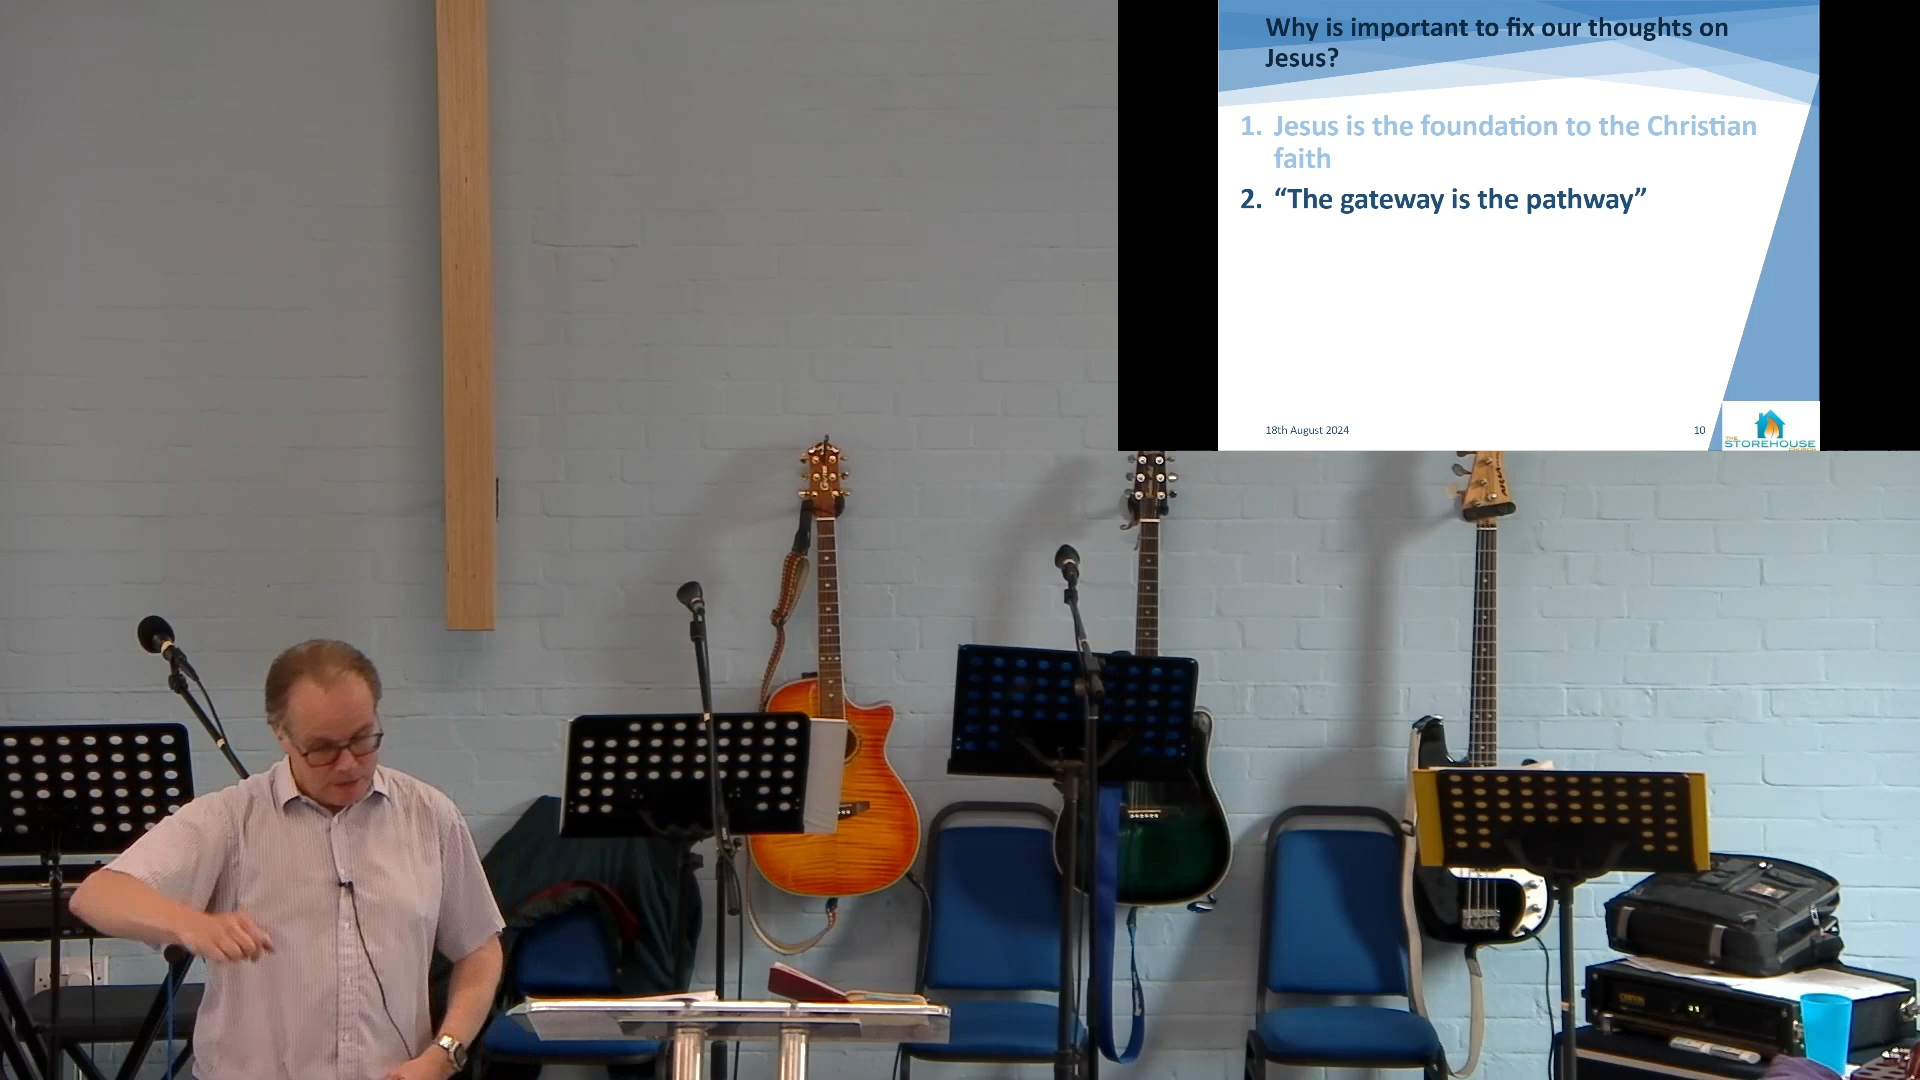 Why is important to fix our thoughts on
Jesus?
1. Jesus is the foundation to the Christian
faith
2. “The gateway is the pathway”
18th August 2024
10
THE
STOREHOUSE